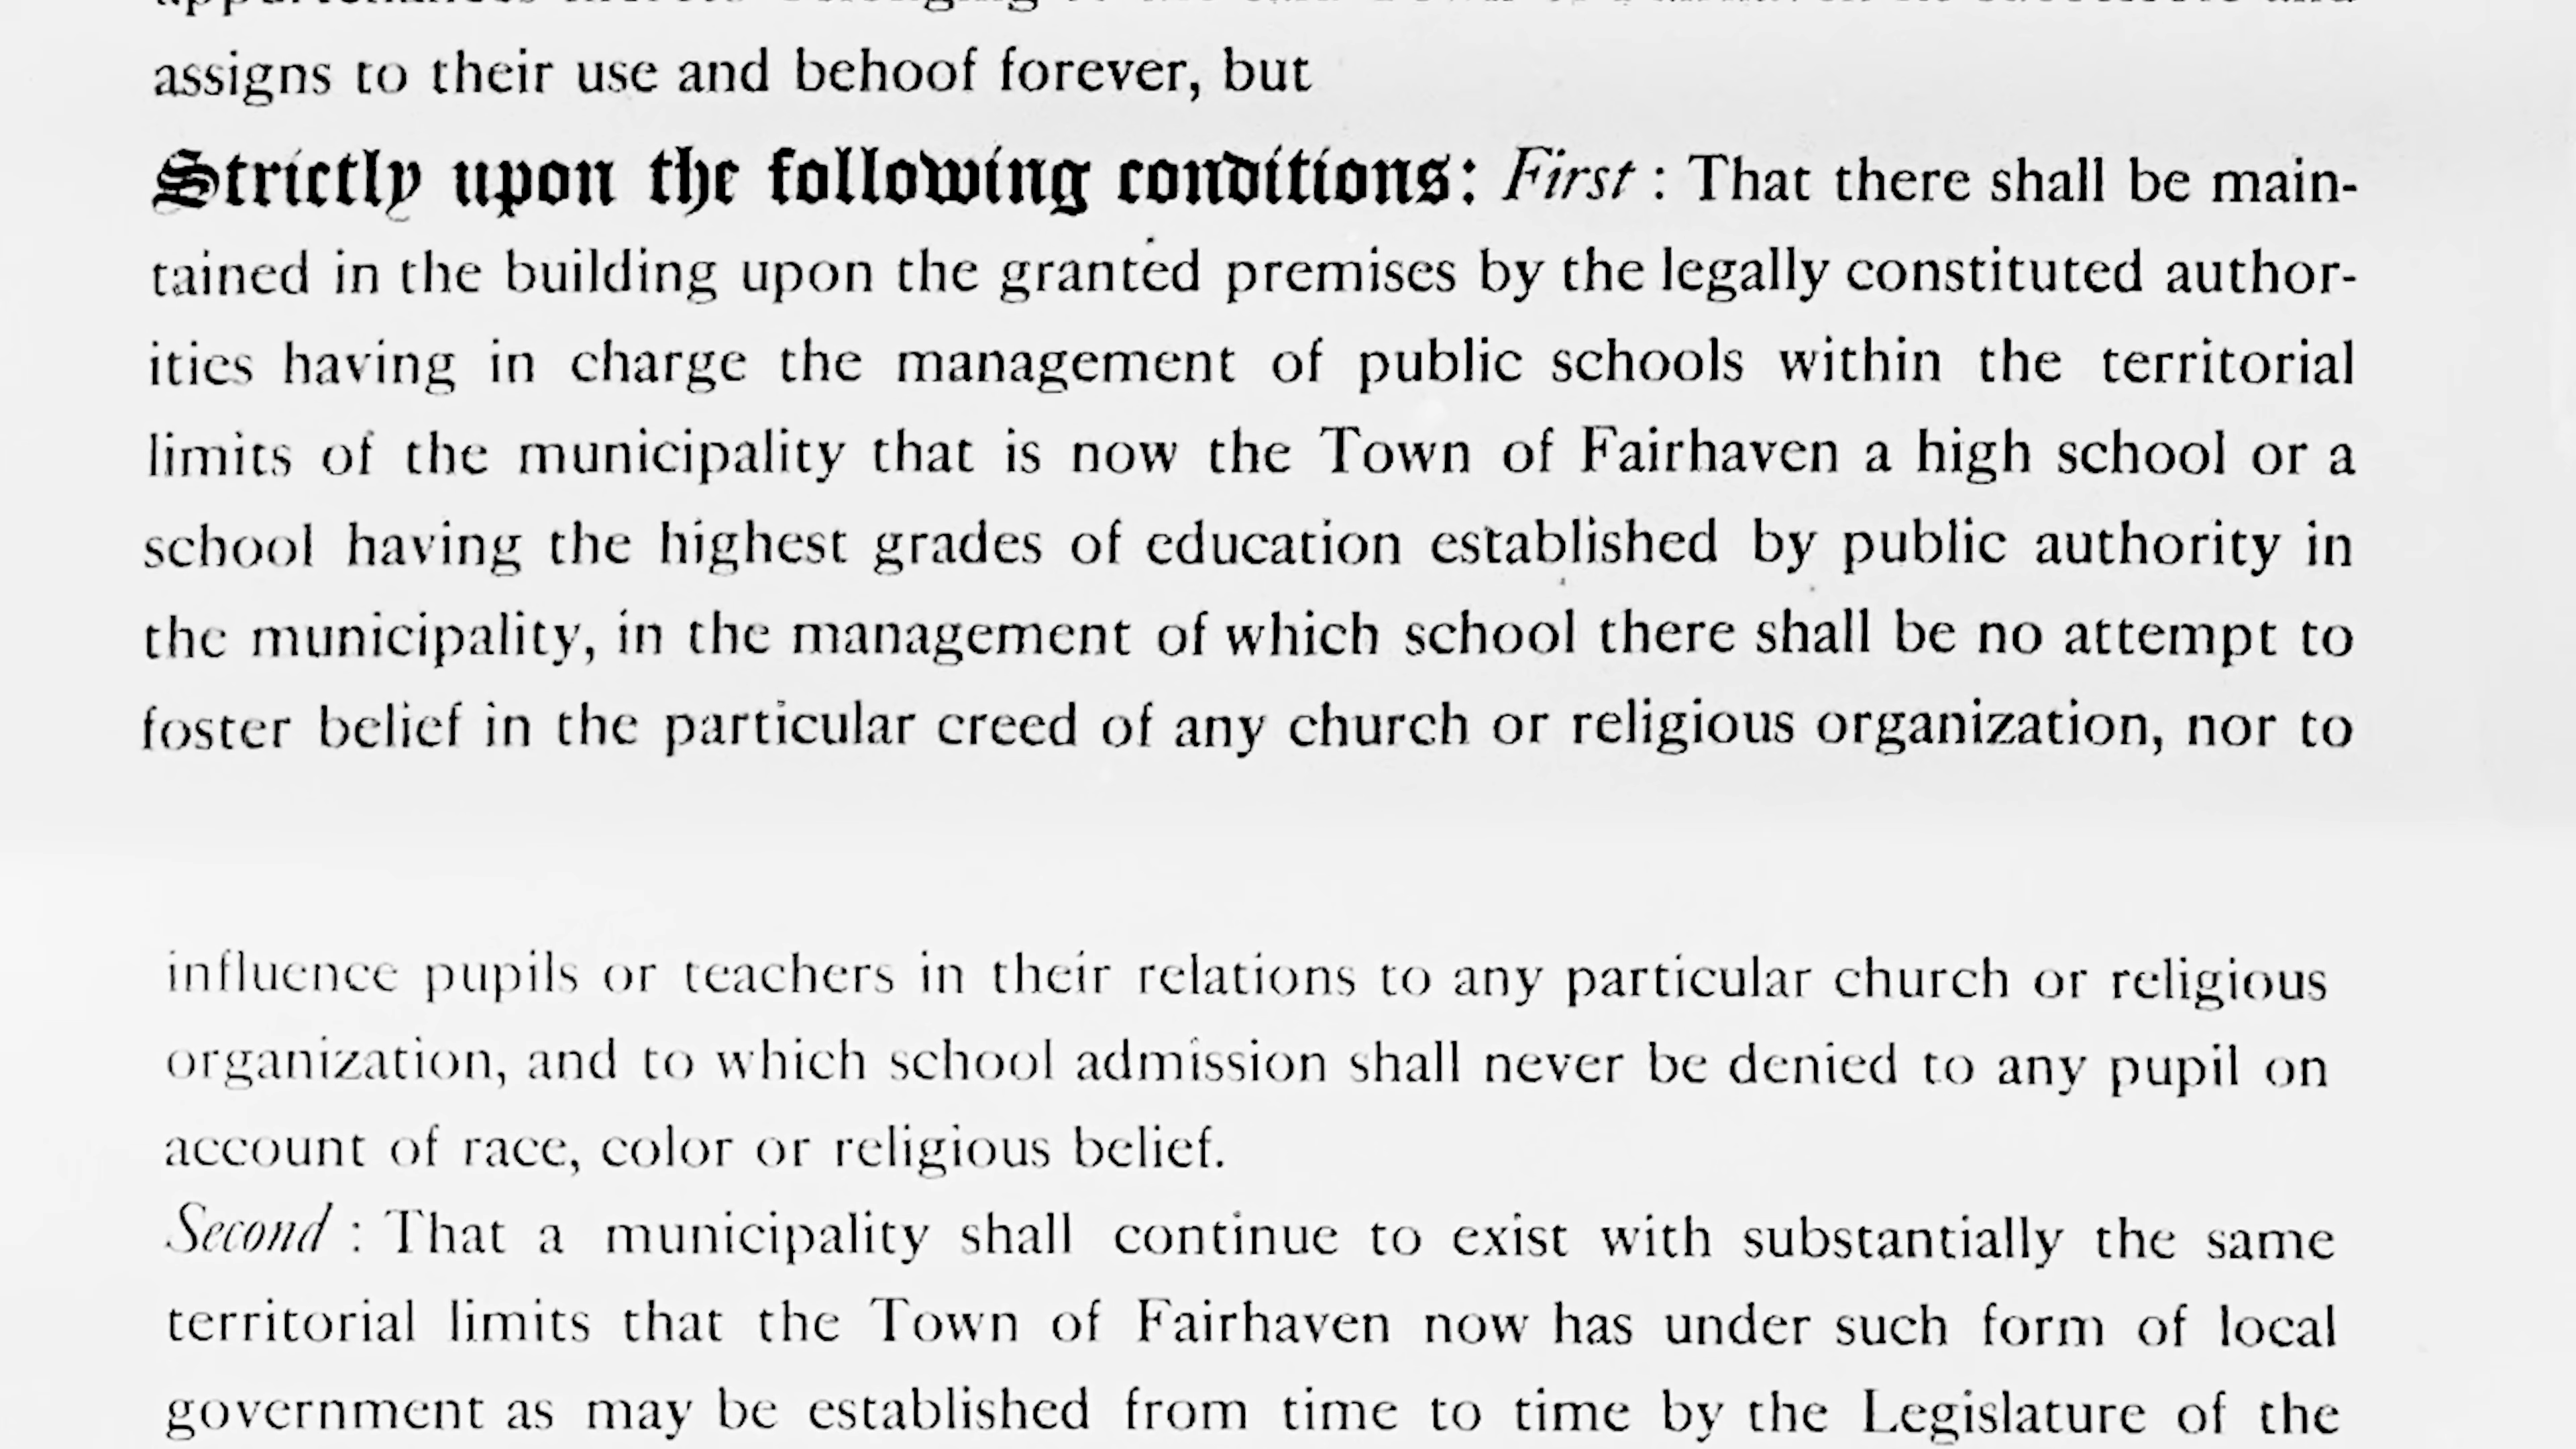 assigns to their use and behoof forever, but
Strictly upon the following conditions: First : That there shall be main-
tained in the building upon the granted premises by the legally constituted author-
ities having in charge the management of public schools within the territorial
limits of the municipality that is now the Town of Fairhaven a high school or a
school having the highest grades of education established by public authority in
the municipality, in the management of which school there shall be no attempt to
foster belief in the particular creed of any church or religious organization, nor to
influence pupils or teachers in their relations to any particular church or religious
organization, and to which school admission shall never be denied to any pupil on
account of race, color or religious belief.
Second : That a municipality shall continue to exist with substantially the same
territorial limits that the Town of Fairhaven now has under such form of local
government as may be established from time to time by the Legislature of the